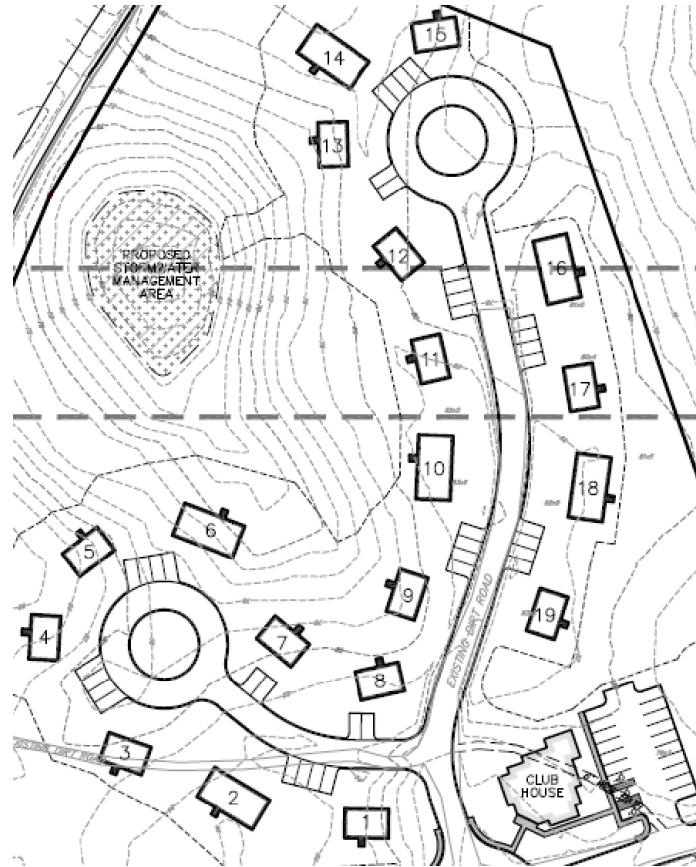 15
14
13
12
PROPOSED
STORMWATER
MANAGEMENT
AREA
16
11
17
10
18
6
5
9
19
4
7
EXISTING DIRT ROAD
8
3
2
CLUB
HOUSE
1